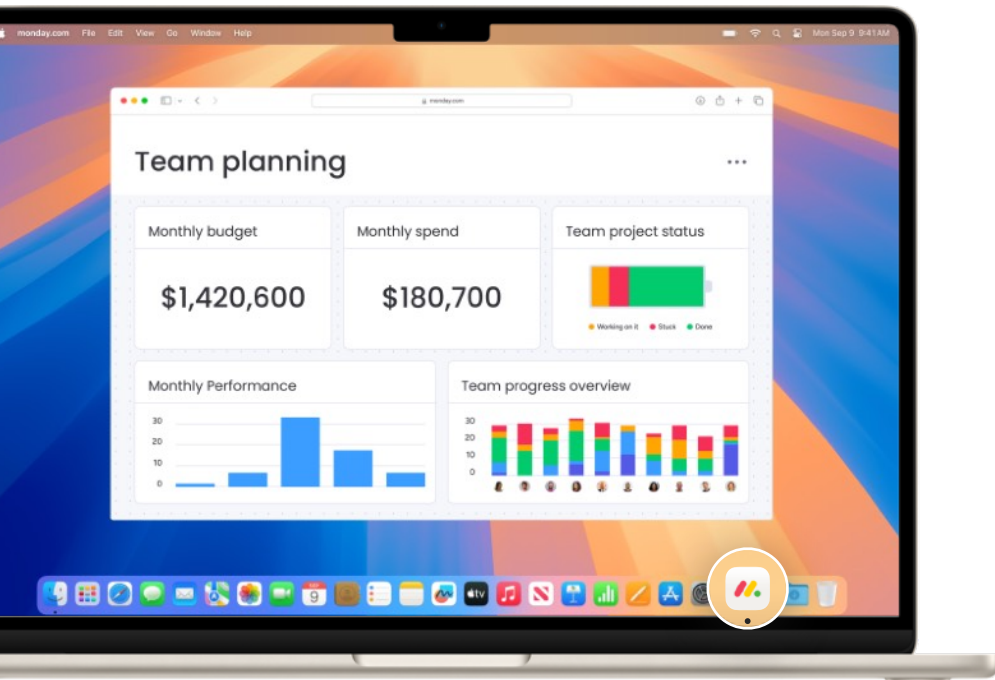 monday.com File Edit View Go Window Help
Mon Sep 9 9:41 AM
monday.com
Team planning
Monthly budget
$1,420,600
Monthly spend
$180,700
Team project status
Working on it Stuck Done
Monthly Performance
30
20
10
0
Team progress overview
30
20
10
0
9
tv